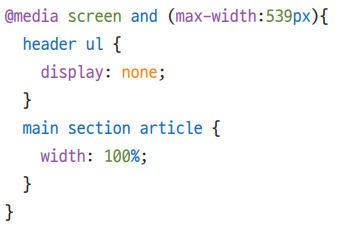 @media screen and (max-width:539px){
  header ul {
    display: none;
  }
  main section article {
    width: 100%;
  }
}